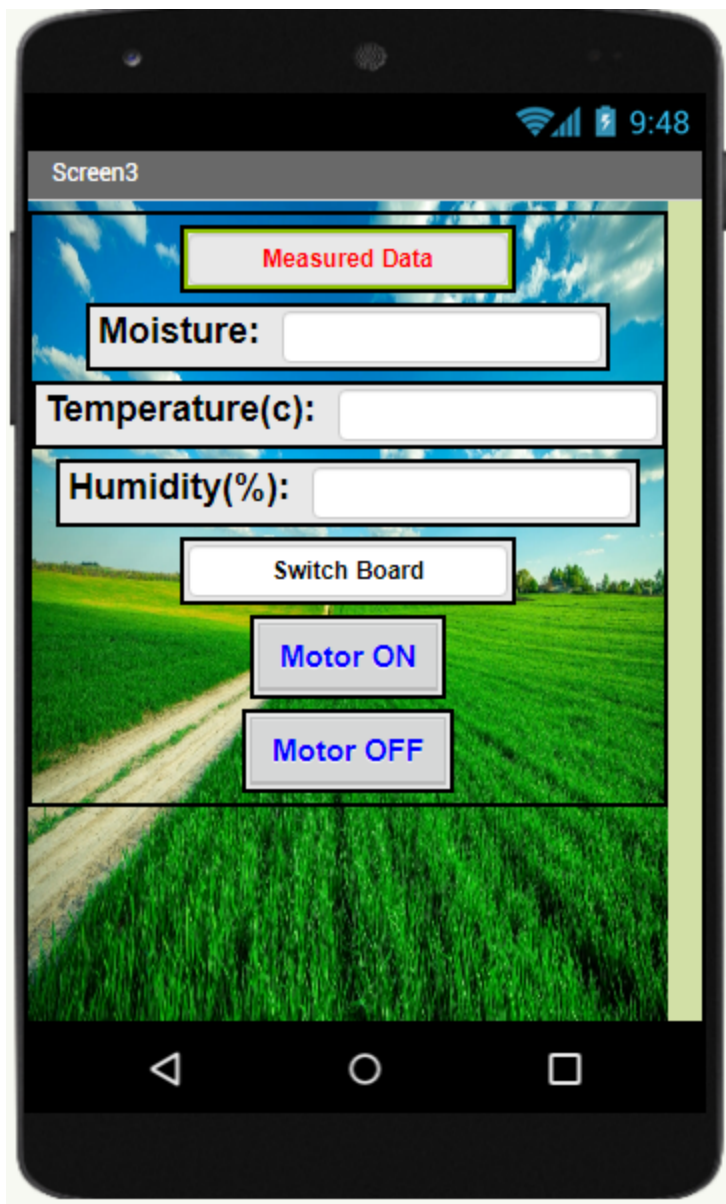 9:48
Screen3
Measured Data
Moisture:
Temperature(c):
Humidity(%):
Switch Board
Motor ON
Motor OFF